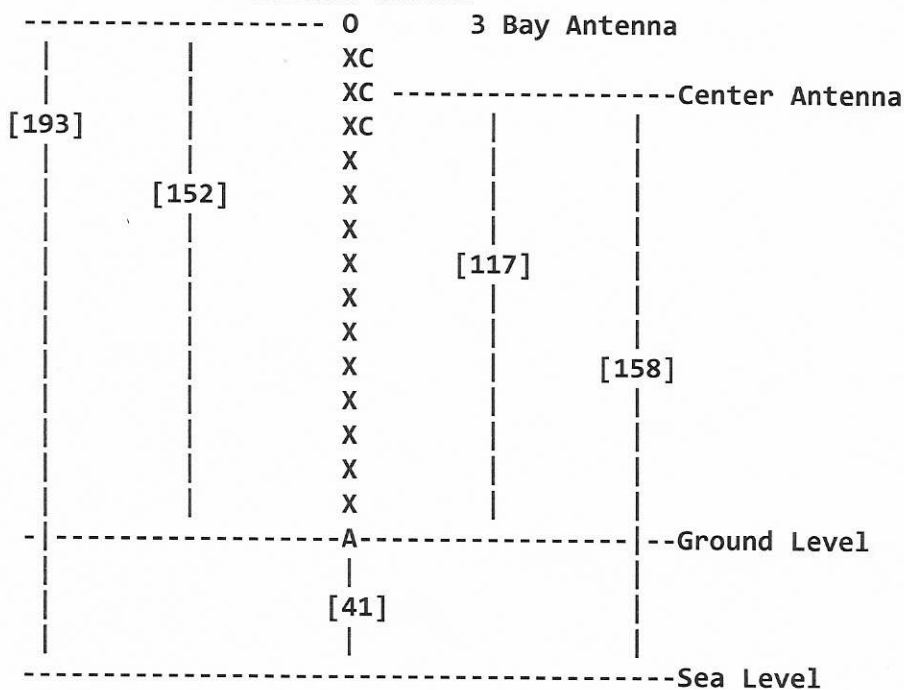 O 3 Bay Antenna
XC
XC Center Antenna
[193] XC
X
[152] X
X
X [117]
X
X
X [158]
X
X
X
X
A Ground Level
[41]
Sea Level